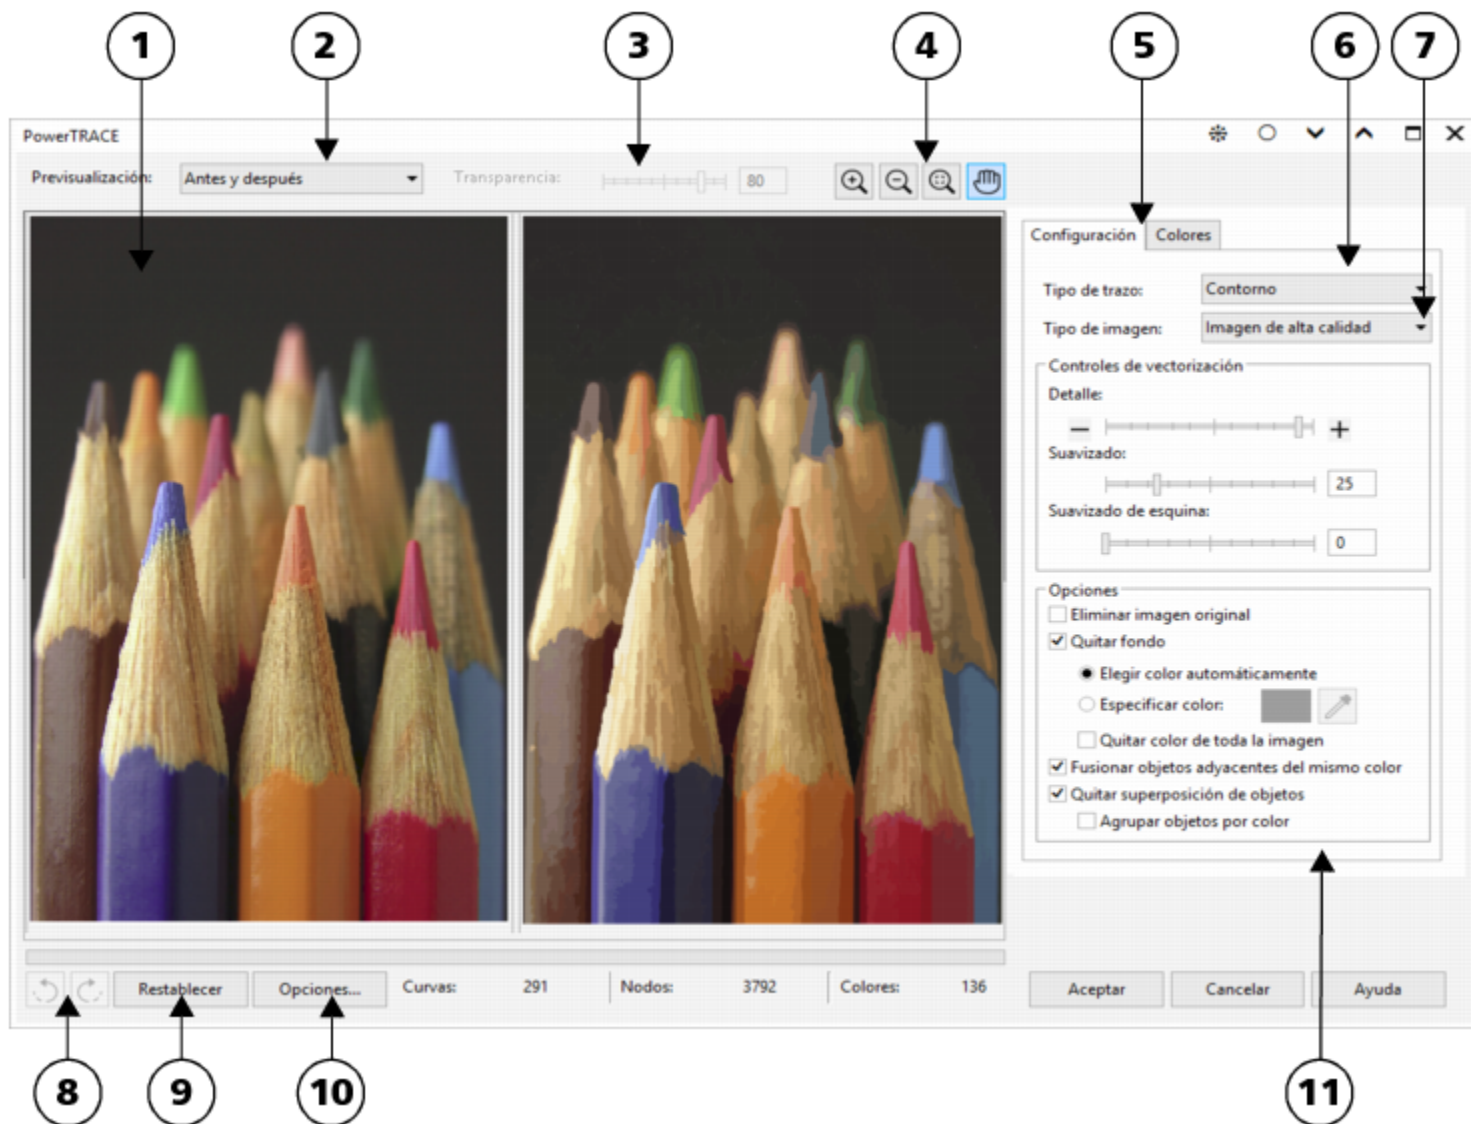 1 2 3 4 5 6 7
PowerTRACE
Previsualización: Antes y después Transparencia: 80
Configuración Colores
Tipo de trazo: Contorno
Tipo de imagen: Imagen de alta calidad
Controles de vectorización
Detalle:
Suavizado:
25
Suavizado de esquina:
0
Opciones
Eliminar imagen original
Quitar fondo
Elegir color automáticamente
Especificar color:
Quitar color de toda la imagen
Fusionar objetos adyacentes del mismo color
Quitar superposición de objetos
Agrupar objetos por color
Restablecer Opciones... Curvas: 291 Nodos: 3792 Colores: 136 Aceptar Cancelar Ayuda
8 9 10 11